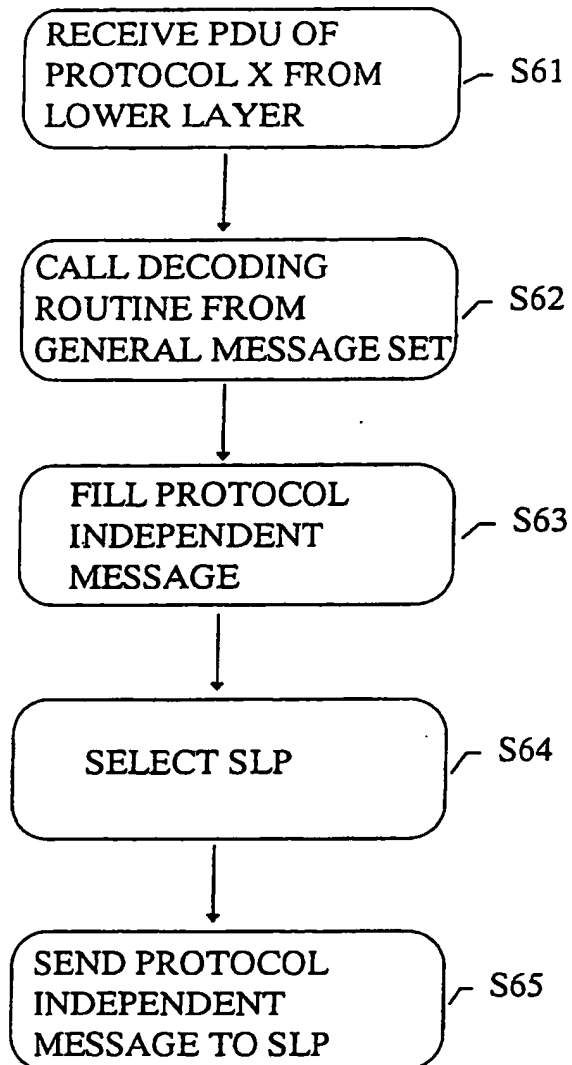 RECEIVE PDU OF
PROTOCOL X FROM
LOWER LAYER
S61
CALL DECODING
ROUTINE FROM
GENERAL MESSAGE SET
S62
FILL PROTOCOL
INDEPENDENT
MESSAGE
S63
SELECT SLP
S64
SEND PROTOCOL
INDEPENDENT
MESSAGE TO SLP
S65